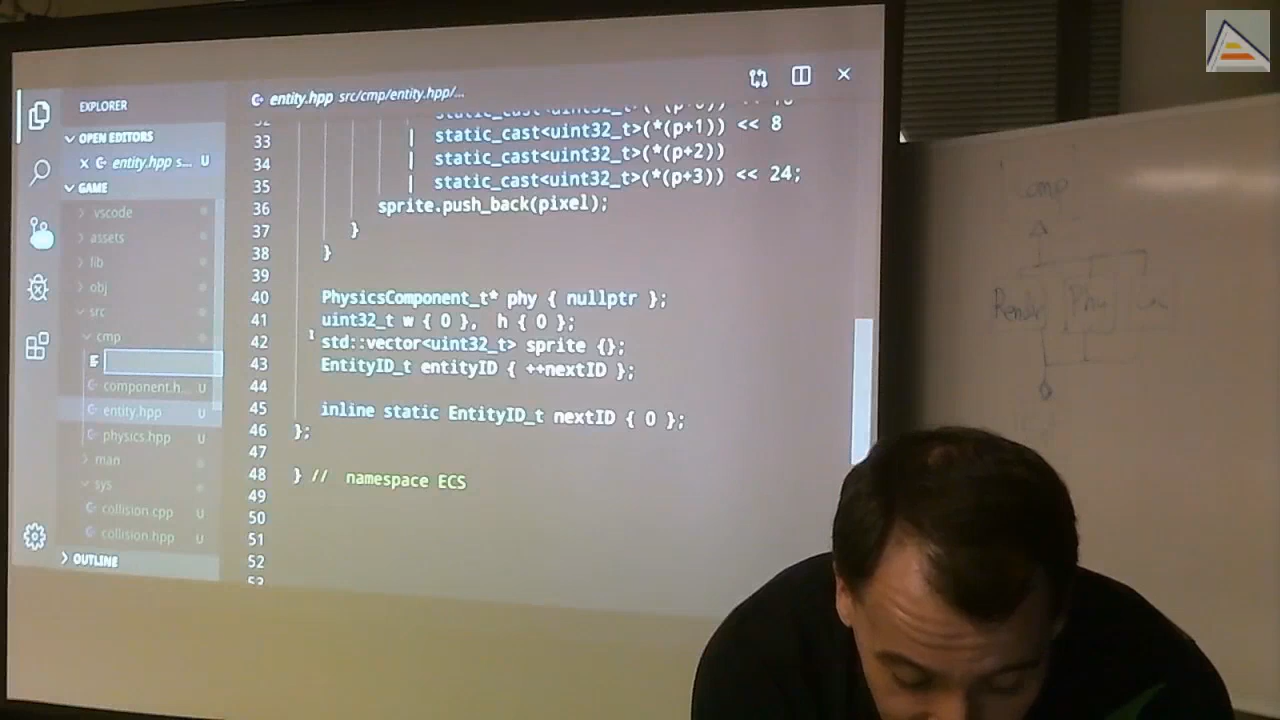 EXPLORER
OPEN EDITORS
entity.hpp s... U
GAME
.vscode
assets
lib
obj
src
cmp
component.h... U
entity.hpp U
physics.hpp U
man
sys
collision.cpp U
collision.hpp U
OUTLINE
entity.hpp src/cmp/entity.hpp/...
33 | static_cast<uint32_t>(*(p+1)) << 8
34 | static_cast<uint32_t>(*(p+2))
35 | static_cast<uint32_t>(*(p+3)) << 24;
36 sprite.push_back(pixel);
37 }
38 }
39
40 PhysicsComponent_t* phy { nullptr };
41 uint32_t w { 0 }, h { 0 };
42 std::vector<uint32_t> sprite {};
43 EntityID_t entityID { ++nextID };
44
45 inline static EntityID_t nextID { 0 };
46 };
47
48 } // namespace ECS
49
50
51
52
53
Cmp
Render
Phy